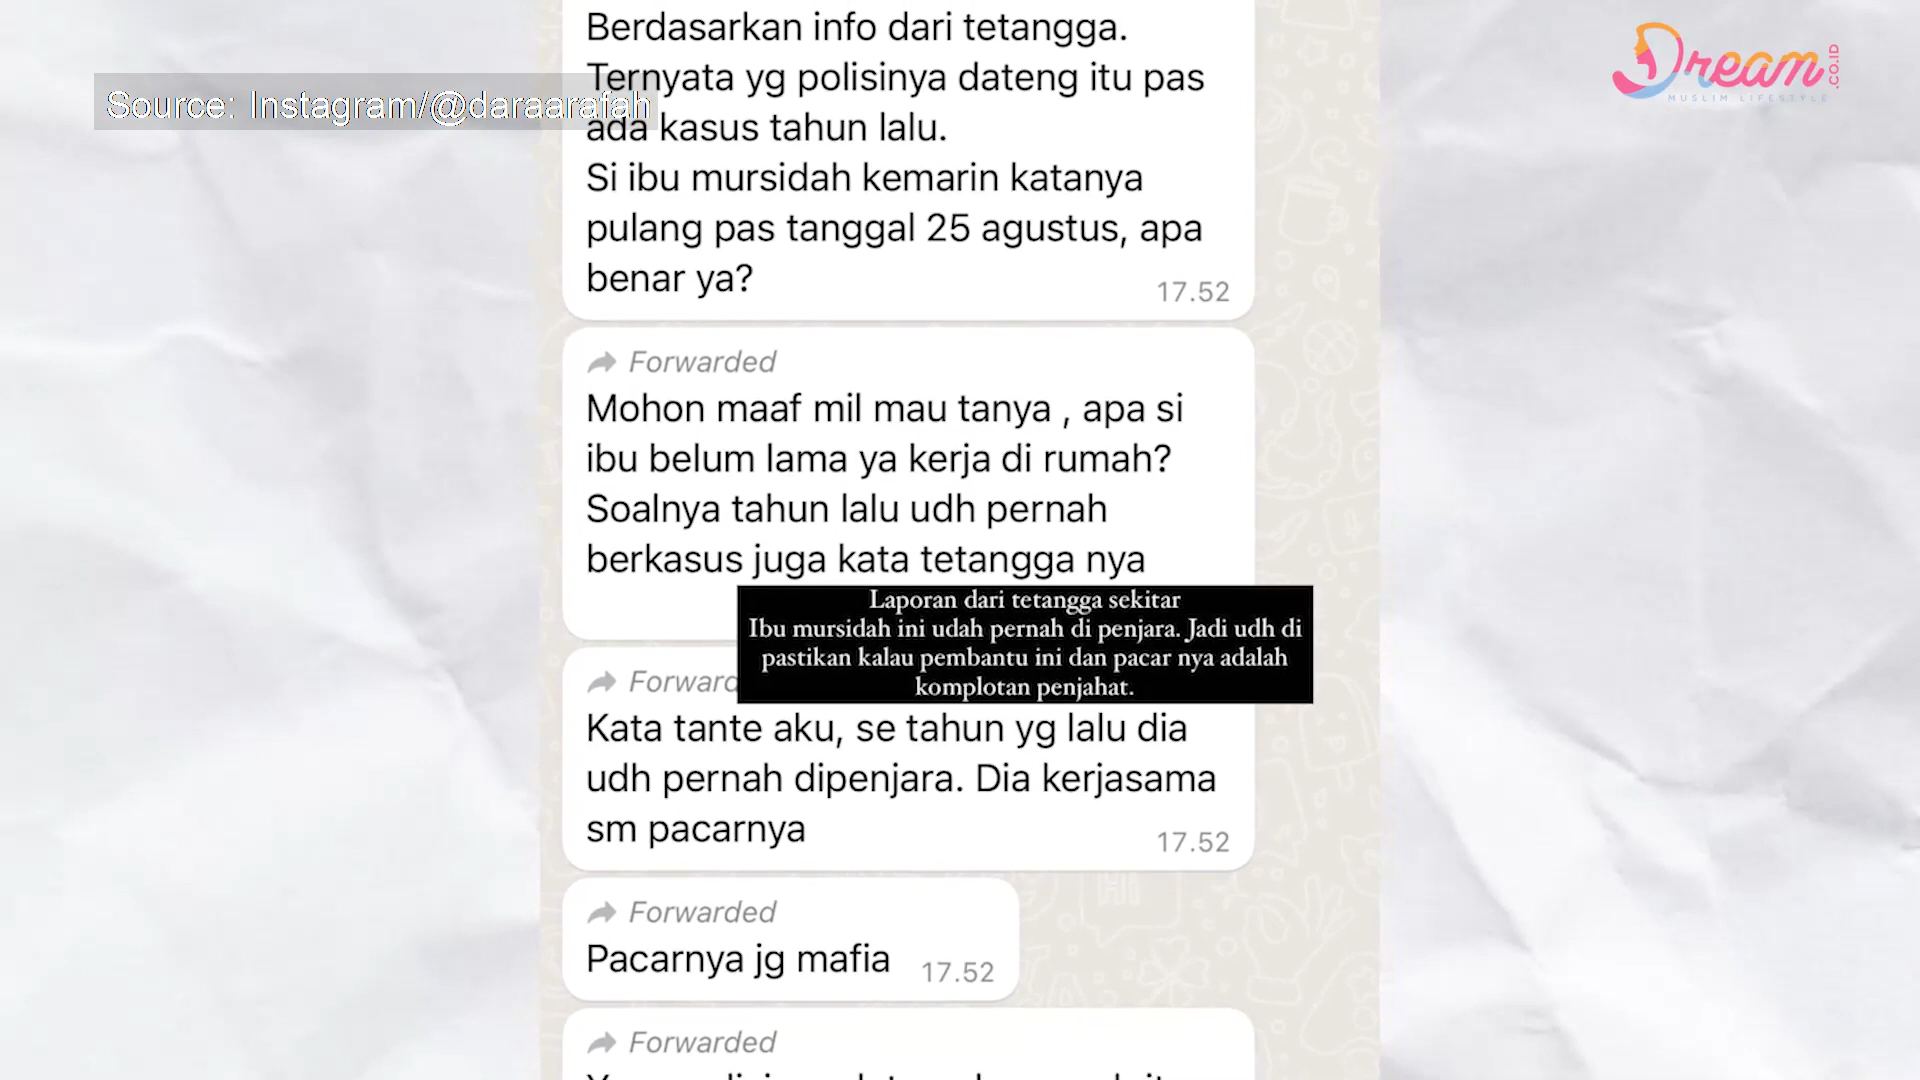 Berdasarkan info dari tetangga.
Ternyata yg polisinya dateng itu pas
ada kasus tahun lalu.
Si ibu mursidah kemarin katanya
pulang pas tanggal 25 agustus, apa
benar ya?
17.52
Source: Instagram/@daraarafah
Dream.CO.ID
MUSLIM LIFESTYLE
Forwarded
Mohon maaf mil mau tanya , apa si
ibu belum lama ya kerja di rumah?
Soalnya tahun lalu udh pernah
berkasus juga kata tetangga nya
Laporan dari tetangga sekitar
Ibu mursidah ini udah pernah di penjara. Jadi udh di
pastikan kalau pembantu ini dan pacar nya adalah
komplotan penjahat.
Forward
Kata tante aku, se tahun yg lalu dia
udh pernah dipenjara. Dia kerjasama
sm pacarnya
17.52
Forwarded
Pacarnya jg mafia
17.52
Forwarded